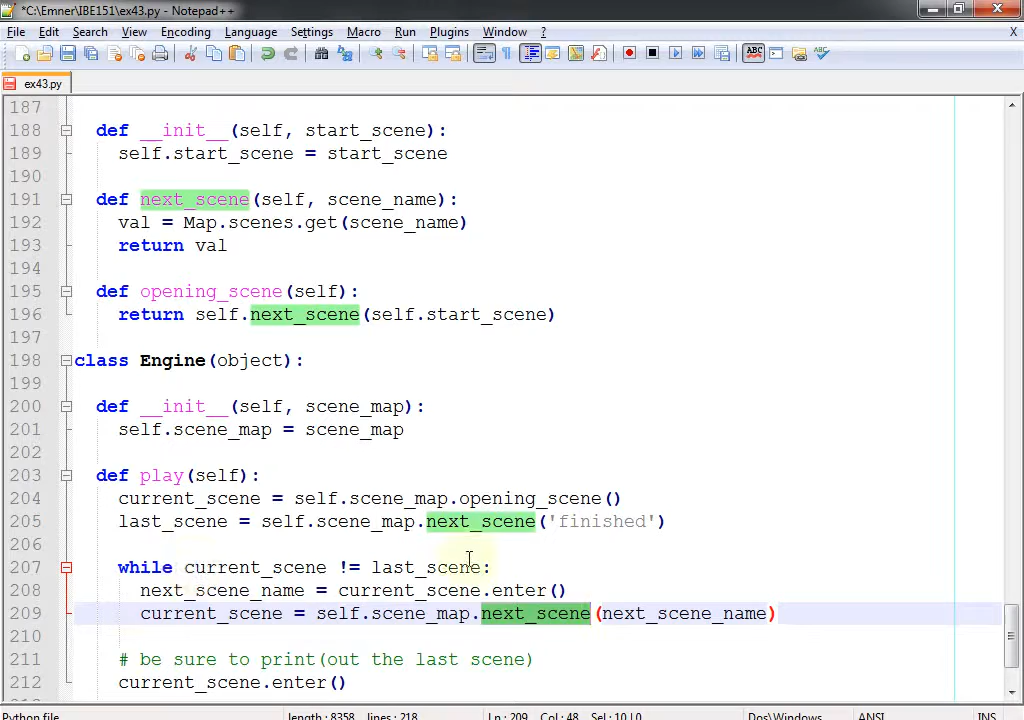 *C:\Emner\IBE151\ex43.py - Notepad++
File Edit Search View Encoding Language Settings Macro Run Plugins Window ? X
ex43.py
187
188 def __init__(self, start_scene):
189 self.start_scene = start_scene
190
191 def next_scene(self, scene_name):
192 val = Map.scenes.get(scene_name)
193 return val
194
195 def opening_scene(self):
196 return self.next_scene(self.start_scene)
197
198 class Engine(object):
199
200 def __init__(self, scene_map):
201 self.scene_map = scene_map
202
203 def play(self):
204 current_scene = self.scene_map.opening_scene()
205 last_scene = self.scene_map.next_scene('finished')
206
207 while current_scene != last_scene:
208 next_scene_name = current_scene.enter()
209 current_scene = self.scene_map.next_scene(next_scene_name)
210
211 # be sure to print(out the last scene)
212 current_scene.enter()
Python file length : 8358 lines : 218 Ln : 209 Col : 48 Sel : 10 | 0 Dos\Windows ANSI INS